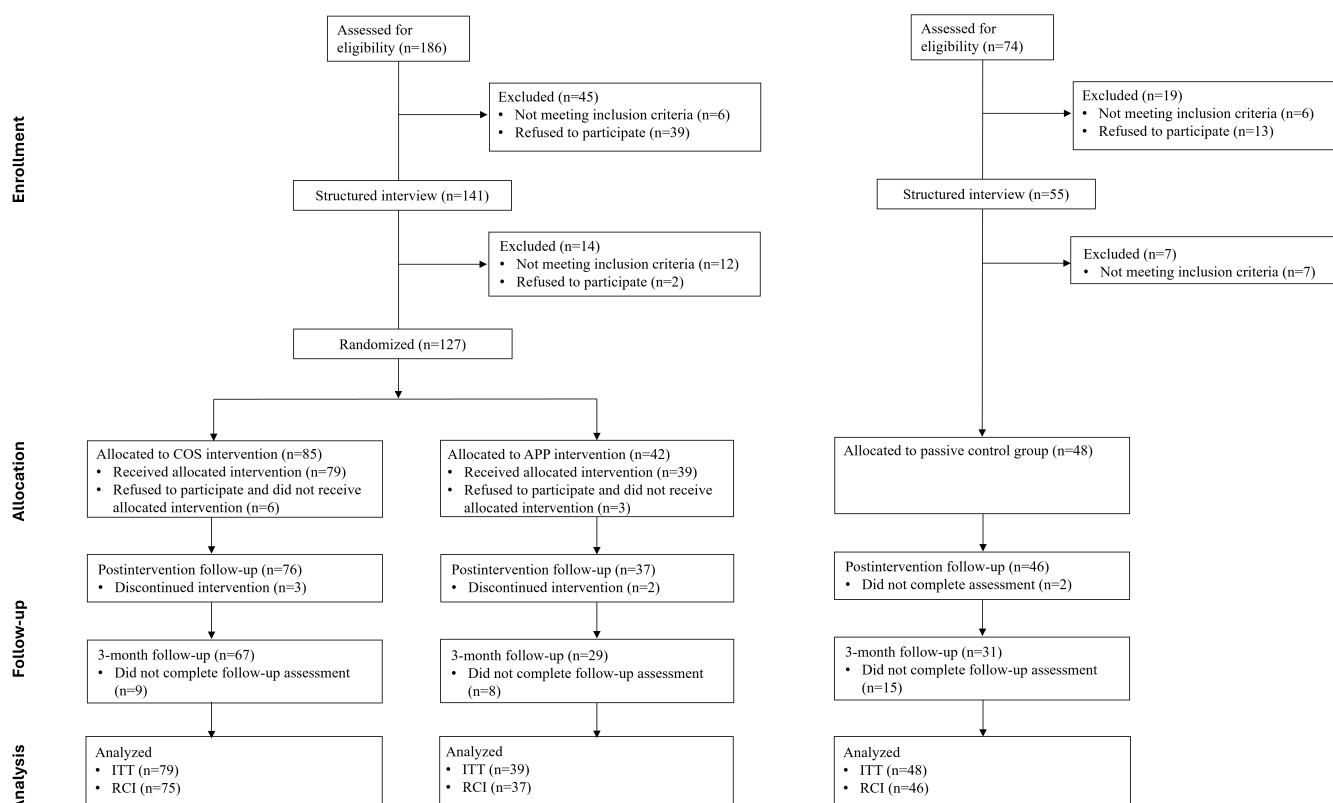 Enrollment
Assessed for
eligibility (n=186)
Excluded (n=45)
• Not meeting inclusion criteria (n=6)
• Refused to participate (n=39)
Structured interview (n=141)
Excluded (n=14)
• Not meeting inclusion criteria (n=12)
• Refused to participate (n=2)
Randomized (n=127)
Assessed for
eligibility (n=74)
Excluded (n=19)
• Not meeting inclusion criteria (n=6)
• Refused to participate (n=13)
Structured interview (n=55)
Excluded (n=7)
• Not meeting inclusion criteria (n=7)
Allocation
Allocated to COS intervention (n=85)
• Received allocated intervention (n=79)
• Refused to participate and did not receive
allocated intervention (n=6)
Allocated to APP intervention (n=42)
• Received allocated intervention (n=39)
• Refused to participate and did not receive
allocated intervention (n=3)
Allocated to passive control group (n=48)
Follow-up
Postintervention follow-up (n=76)
• Discontinued intervention (n=3)
Postintervention follow-up (n=37)
• Discontinued intervention (n=2)
Postintervention follow-up (n=46)
• Did not complete assessment (n=2)
3-month follow-up (n=67)
• Did not complete follow-up assessment
(n=9)
3-month follow-up (n=29)
• Did not complete follow-up assessment
(n=8)
3-month follow-up (n=31)
• Did not complete follow-up assessment
(n=15)
Analysis
Analyzed
• ITT (n=79)
• RCI (n=75)
Analyzed
• ITT (n=39)
• RCI (n=37)
Analyzed
• ITT (n=48)
• RCI (n=46)